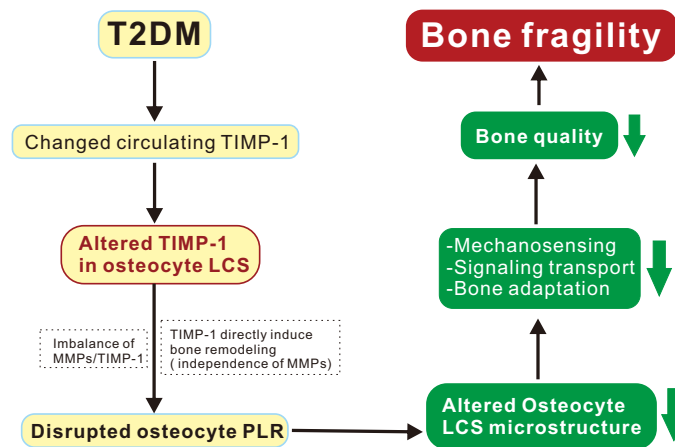 T2DM
Changed circulating TIMP-1
Altered TIMP-1
in osteocyte LCS
Imbalance of
MMPs/TIMP-1
TIMP-1 directly induce
bone remodeling
( independence of MMPs)
Disrupted osteocyte PLR
Altered Osteocyte
LCS microstructure
-Mechanosensing
-Signaling transport
-Bone adaptation
Bone quality
Bone fragility